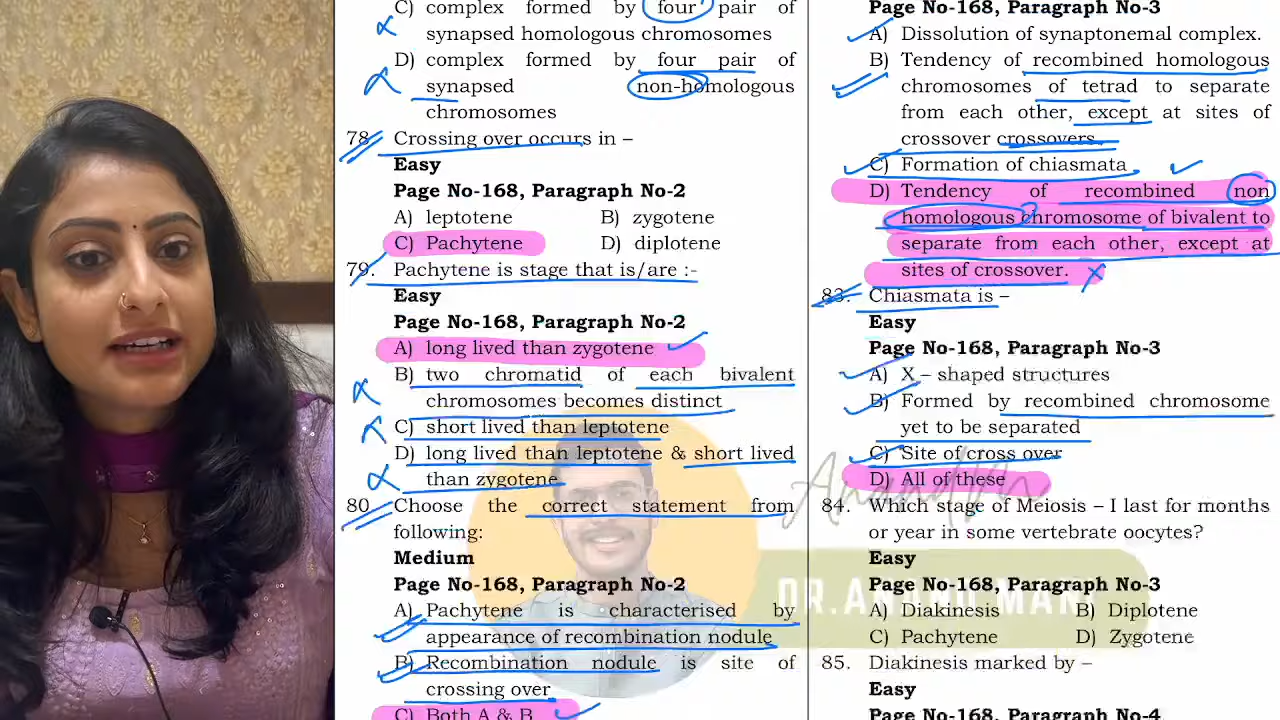 C) complex formed by four pair of
synapsed homologous chromosomes
D) complex formed by four pair of
synapsed non-homologous
chromosomes
78. Crossing over occurs in –
Easy
Page No-168, Paragraph No-2
A) leptotene B) zygotene
C) Pachytene D) diplotene
79. Pachytene is stage that is/are :-
Easy
Page No-168, Paragraph No-2
A) long lived than zygotene
B) two chromatid of each bivalent
chromosomes becomes distinct
C) short lived than leptotene
D) long lived than leptotene & short lived
than zygotene
80. Choose the correct statement from
following:
Medium
Page No-168, Paragraph No-2
A) Pachytene is characterised by
appearance of recombination nodule
B) Recombination nodule is site of
crossing over
C) Both A & B
Page No-168, Paragraph No-3
A) Dissolution of synaptonemal complex.
B) Tendency of recombined homologous
chromosomes of tetrad to separate
from each other, except at sites of
crossover crossovers.
C) Formation of chiasmata
D) Tendency of recombined non
homologous chromosome of bivalent to
separate from each other, except at
sites of crossover.
83. Chiasmata is –
Easy
Page No-168, Paragraph No-3
A) X – shaped structures
B) Formed by recombined chromosome
yet to be separated
C) Site of cross over
D) All of these
84. Which stage of Meiosis – I last for months
or year in some vertebrate oocytes?
Easy
Page No-168, Paragraph No-3
A) Diakinesis B) Diplotene
C) Pachytene D) Zygotene
85. Diakinesis marked by –
Easy
Page No-168, Paragraph No-4
DR.ANAND MANI